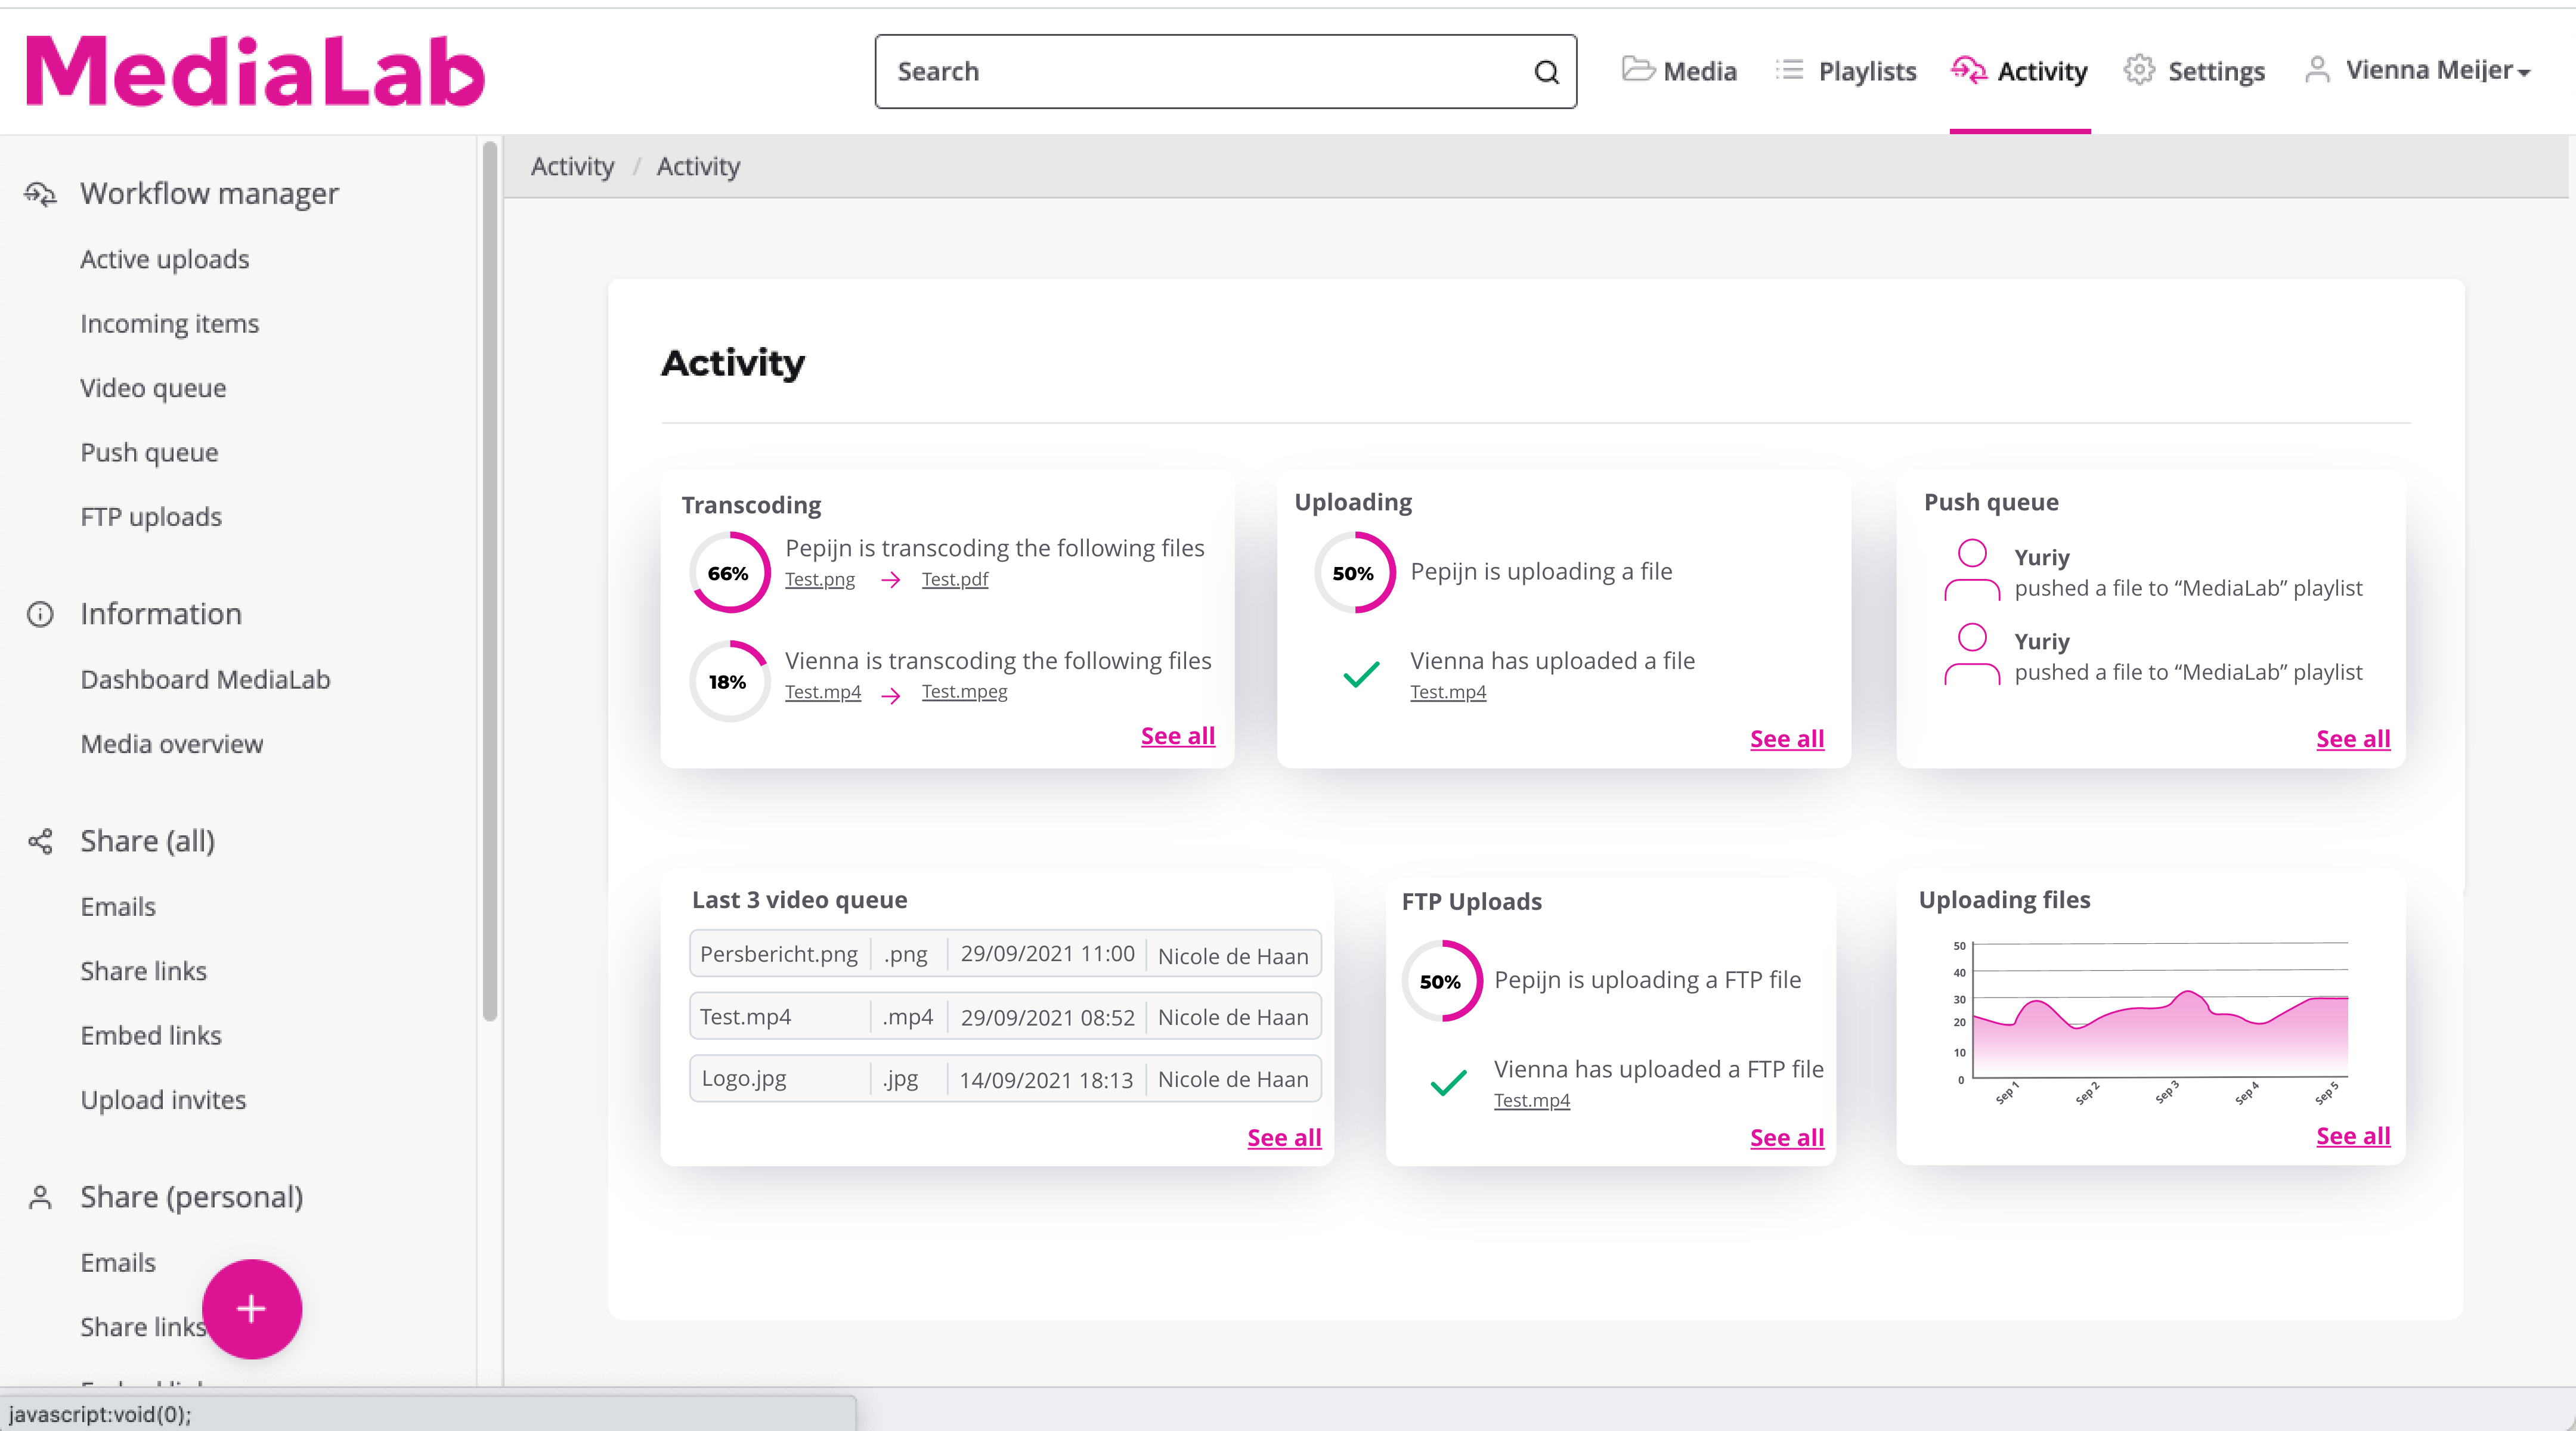 MediaLab
Search
Media
Playlists
Activity
Settings
Vienna Meijer
Workflow manager
Active uploads
Incoming items
Video queue
Push queue
FTP uploads
Information
Dashboard MediaLab
Media overview
Share (all)
Emails
Share links
Embed links
Upload invites
Share (personal)
Emails
Share links
javascript:void(0);
Activity / Activity
Activity
Transcoding
66%
Pepijn is transcoding the following files
Test.png → Test.pdf
18%
Vienna is transcoding the following files
Test.mp4 → Test.mpeg
See all
Uploading
50%
Pepijn is uploading a file
Vienna has uploaded a file
Test.mp4
See all
Push queue
Yuriy
pushed a file to “MediaLab” playlist
Yuriy
pushed a file to “MediaLab” playlist
See all
Last 3 video queue
Persbericht.png .png 29/09/2021 11:00 Nicole de Haan
Test.mp4 .mp4 29/09/2021 08:52 Nicole de Haan
Logo.jpg .jpg 14/09/2021 18:13 Nicole de Haan
See all
FTP Uploads
50%
Pepijn is uploading a FTP file
Vienna has uploaded a FTP file
Test.mp4
See all
Uploading files
50
40
30
20
10
0
Sep 1
Sep 2
Sep 3
Sep 4
Sep 5
See all